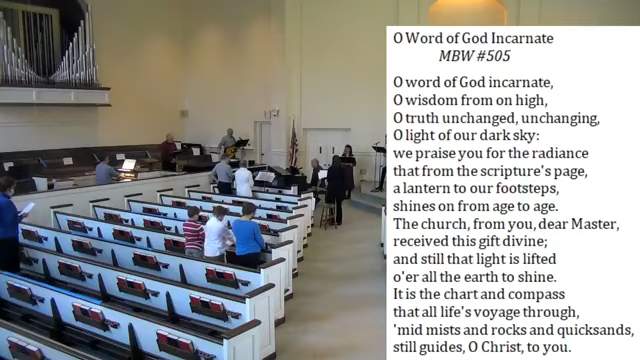 O Word of God Incarnate
MBW #505
O word of God incarnate,
O wisdom from on high,
O truth unchanged, unchanging,
O light of our dark sky:
we praise you for the radiance
that from the scripture's page,
a lantern to our footsteps,
shines on from age to age.
The church, from you, dear Master,
received this gift divine;
and still that light is lifted
o'er all the earth to shine.
It is the chart and compass
that all life's voyage through,
'mid mists and rocks and quicksands,
still guides, O Christ, to you.